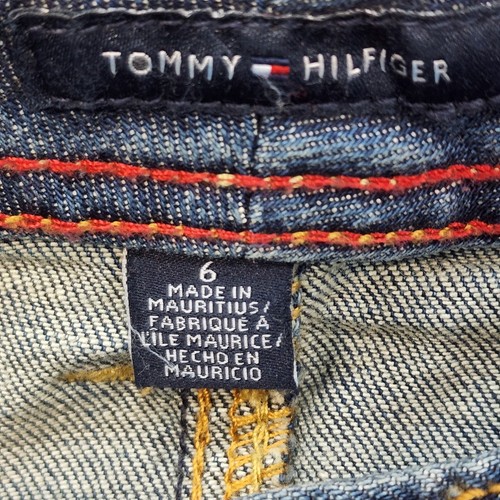 TOMMY HILFIGER
6
MADE IN
MAURITIUS/
FABRIQUÉ À
L'ILE MAURICE/
HECHO EN
MAURICIO